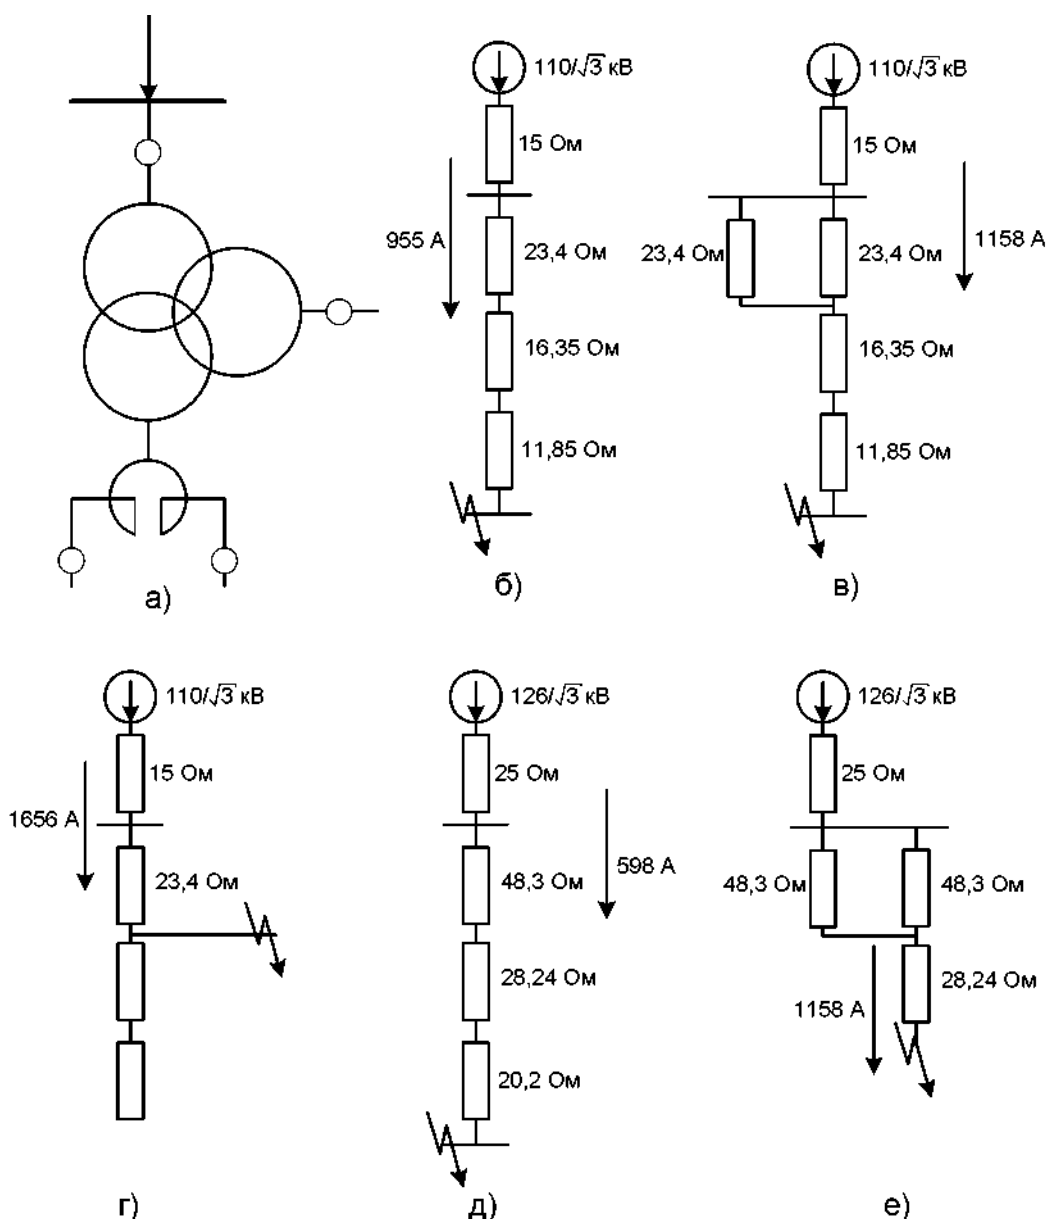 110/√3 кВ
15 Ом
955 А
23,4 Ом
16,35 Ом
11,85 Ом
110/√3 кВ
15 Ом
23,4 Ом
23,4 Ом
1158 А
16,35 Ом
11,85 Ом
а)
б)
в)
110/√3 кВ
15 Ом
1656 А
23,4 Ом
126/√3 кВ
25 Ом
598 А
48,3 Ом
28,24 Ом
20,2 Ом
126/√3 кВ
25 Ом
48,3 Ом
48,3 Ом
28,24 Ом
1158 А
г)
д)
е)